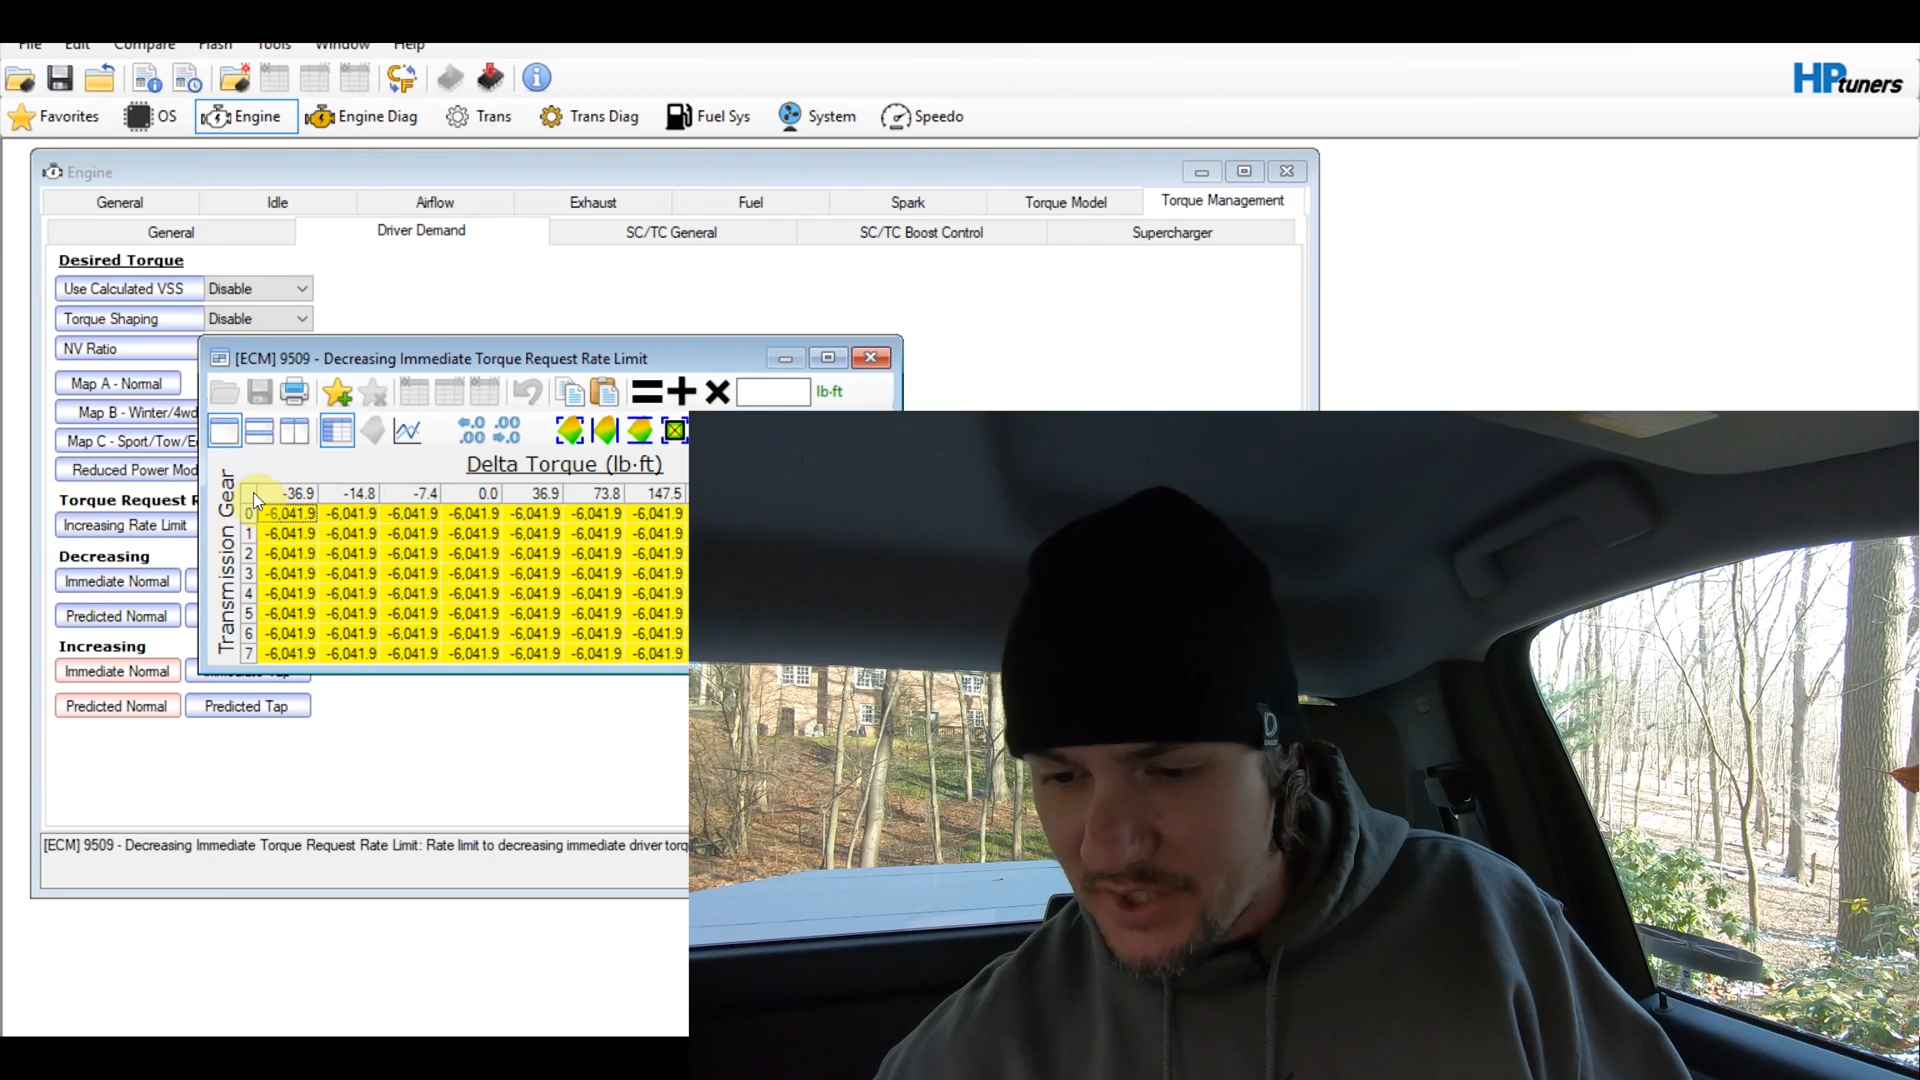 File Edit Compare Flash Tools Window Help
HPtuners
Favorites OS Engine Engine Diag Trans Trans Diag Fuel Sys System Speedo
Engine
General Idle Airflow Exhaust Fuel Spark Torque Model Torque Management
General Driver Demand SC/TC General SC/TC Boost Control Supercharger
Desired Torque
Use Calculated VSS Disable
Torque Shaping Disable
NV Ratio
Map A - Normal
Map B - Winter/4wd
Map C - Sport/Tow/E
Reduced Power Mod
Torque Request R
Increasing Rate Limit
Decreasing
Immediate Normal
Predicted Normal
Increasing
Immediate Normal
Predicted Normal Predicted Tap
[ECM] 9509 - Decreasing Immediate Torque Request Rate Limit
lb·ft
Delta Torque (lb·ft)
Transmission Gear
-36.9 -14.8 -7.4 0.0 36.9 73.8 147.5
0 -6,041.9 -6,041.9 -6,041.9 -6,041.9 -6,041.9 -6,041.9 -6,041.9
1 -6,041.9 -6,041.9 -6,041.9 -6,041.9 -6,041.9 -6,041.9 -6,041.9
2 -6,041.9 -6,041.9 -6,041.9 -6,041.9 -6,041.9 -6,041.9 -6,041.9
3 -6,041.9 -6,041.9 -6,041.9 -6,041.9 -6,041.9 -6,041.9 -6,041.9
4 -6,041.9 -6,041.9 -6,041.9 -6,041.9 -6,041.9 -6,041.9 -6,041.9
5 -6,041.9 -6,041.9 -6,041.9 -6,041.9 -6,041.9 -6,041.9 -6,041.9
6 -6,041.9 -6,041.9 -6,041.9 -6,041.9 -6,041.9 -6,041.9 -6,041.9
7 -6,041.9 -6,041.9 -6,041.9 -6,041.9 -6,041.9 -6,041.9 -6,041.9
[ECM] 9509 - Decreasing Immediate Torque Request Rate Limit: Rate limit to decreasing immediate driver torq